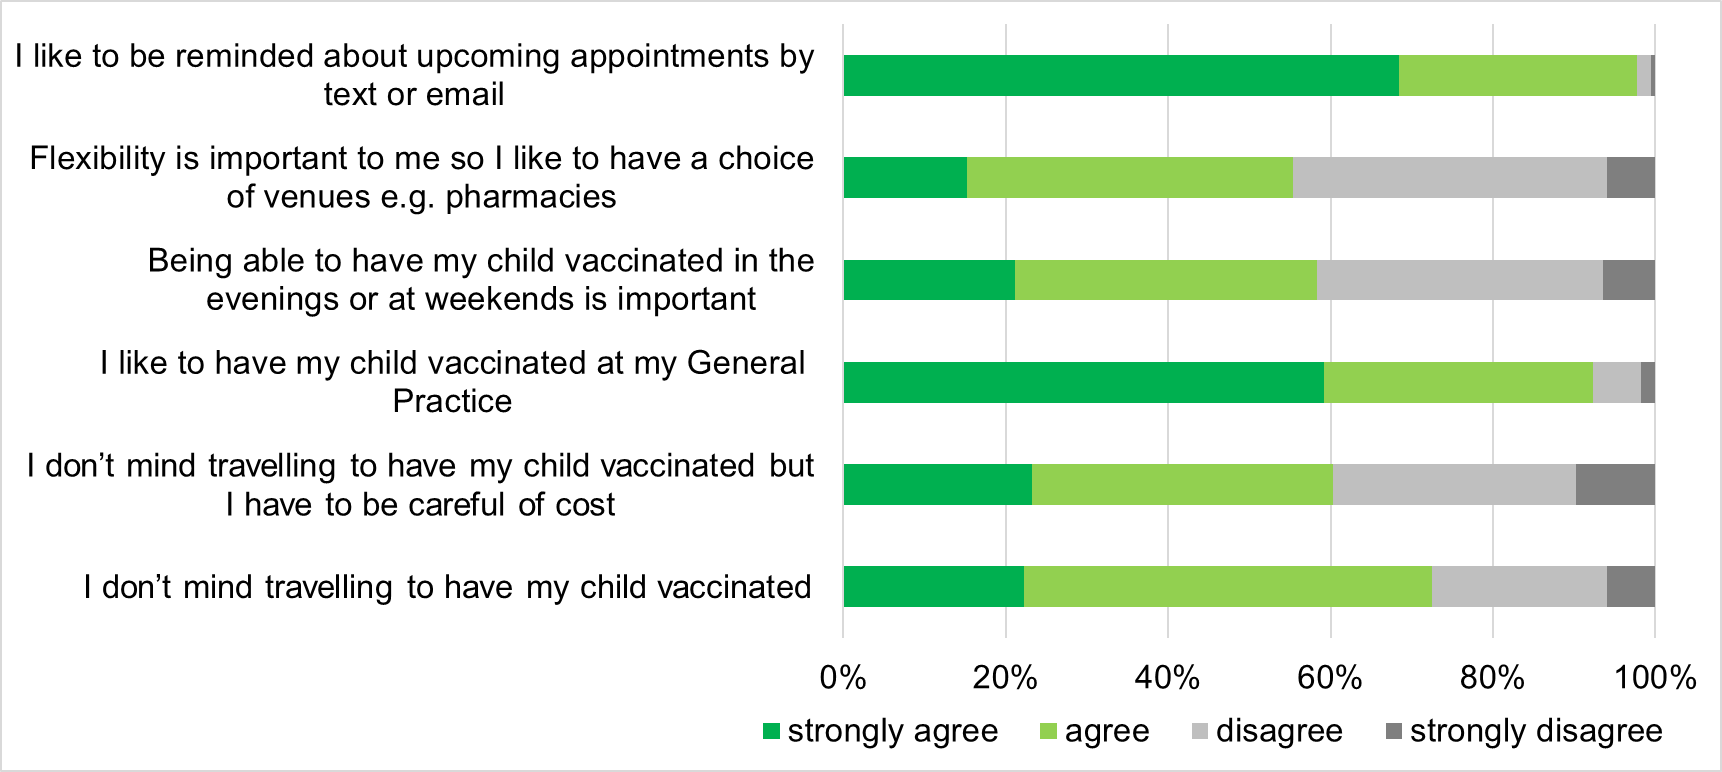 I like to be reminded about upcoming appointments by
text or email
Flexibility is important to me so I like to have a choice
of venues e.g. pharmacies
Being able to have my child vaccinated in the
evenings or at weekends is important
I like to have my child vaccinated at my General
Practice
I don’t mind travelling to have my child vaccinated but
I have to be careful of cost
I don’t mind travelling to have my child vaccinated
0% 20% 40% 60% 80% 100%
strongly agree agree disagree strongly disagree